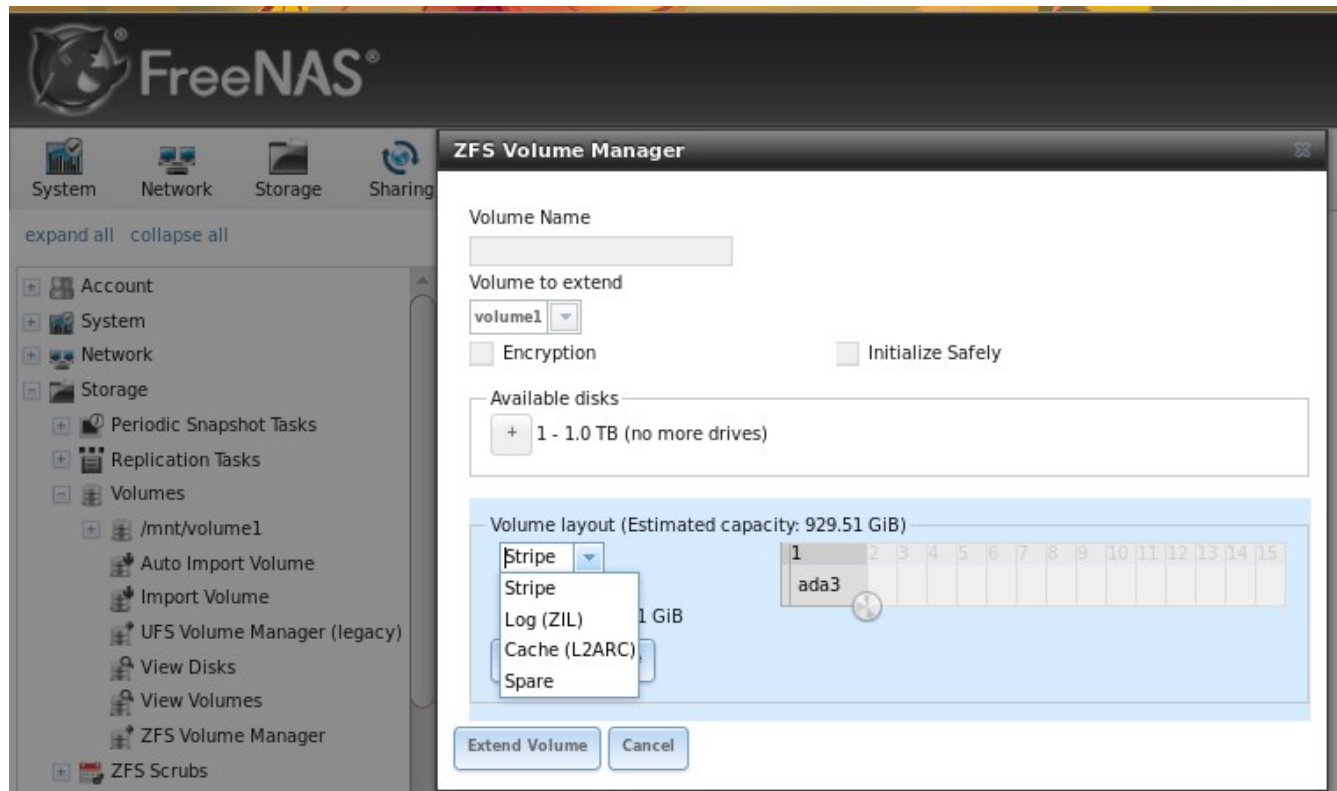 FreeNAS®
System
Network
Storage
Sharing
expand all collapse all
Account
System
Network
Storage
Periodic Snapshot Tasks
Replication Tasks
Volumes
/mnt/volume1
Auto Import Volume
Import Volume
UFS Volume Manager (legacy)
View Disks
View Volumes
ZFS Volume Manager
ZFS Scrubs
ZFS Volume Manager
Volume Name
Volume to extend
volume1
Encryption
Initialize Safely
Available disks
+ 1 - 1.0 TB (no more drives)
Volume layout (Estimated capacity: 929.51 GiB)
Stripe
Stripe
Log (ZIL)
Cache (L2ARC)
Spare
1 GiB
1 2 3 4 5 6 7 8 9 10 11 12 13 14 15
ada3
Extend Volume
Cancel